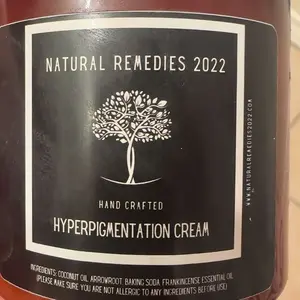 NATURAL REMEDIES 2022
HAND CRAFTED
HYPERPIGMENTATION CREAM
INGREDIENTS: COCONUT OIL, ARROWROOT, BAKING SODA, FRANKINCENSE ESSENTIAL OIL
(PLEASE MAKE SURE YOU ARE NOT ALLERGIC TO ANY INGREDIENTS BEFORE USE)
WWW.NATURALREMEDIES2022.COM